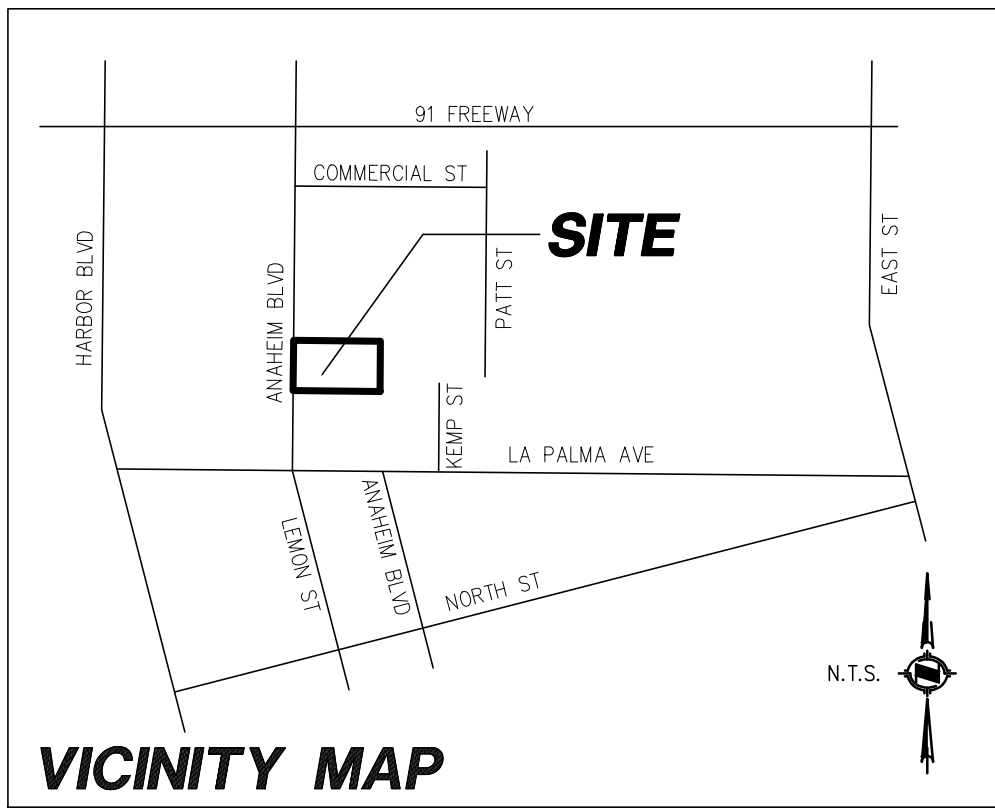 91 FREEWAY
COMMERCIAL ST
SITE
HARBOR BLVD
ANAHEIM BLVD
PATT ST
EAST ST
KEMP ST
LA PALMA AVE
LEMON ST
ANAHEIM BLVD
NORTH ST
N.T.S.
VICINITY MAP